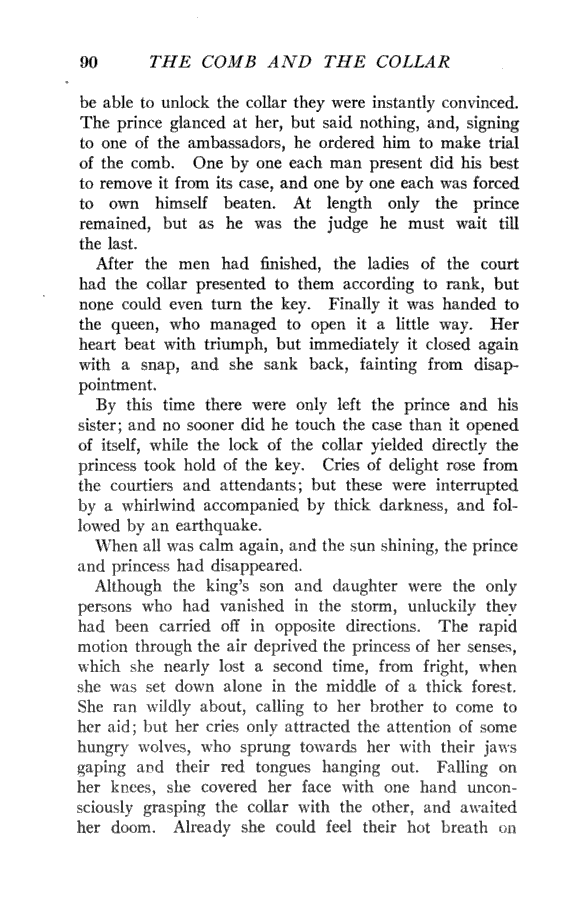 90 THE COMB AND THE COLLAR
be able to unlock the collar they were instantly convinced.
The prince glanced at her, but said nothing, and, signing
to one of the ambassadors, he ordered him to make trial
of the comb. One by one each man present did his best
to remove it from its case, and one by one each was forced
to own himself beaten. At length only the prince
remained, but as he was the judge he must wait till
the last.
After the men had finished, the ladies of the court
had the collar presented to them according to rank, but
none could even turn the key. Finally it was handed to
the queen, who managed to open it a little way. Her
heart beat with triumph, but immediately it closed again
with a snap, and she sank back, fainting from disap-
pointment.
By this time there were only left the prince and his
sister; and no sooner did he touch the case than it opened
of itself, while the lock of the collar yielded directly the
princess took hold of the key. Cries of delight rose from
the courtiers and attendants; but these were interrupted
by a whirlwind accompanied by thick darkness, and fol-
lowed by an earthquake.
When all was calm again, and the sun shining, the prince
and princess had disappeared.
Although the king's son and daughter were the only
persons who had vanished in the storm, unluckily they
had been carried off in opposite directions. The rapid
motion through the air deprived the princess of her senses,
which she nearly lost a second time, from fright, when
she was set down alone in the middle of a thick forest.
She ran wildly about, calling to her brother to come to
her aid; but her cries only attracted the attention of some
hungry wolves, who sprung towards her with their jaws
gaping and their red tongues hanging out. Falling on
her knees, she covered her face with one hand uncon-
sciously grasping the collar with the other, and awaited
her doom. Already she could feel their hot breath on